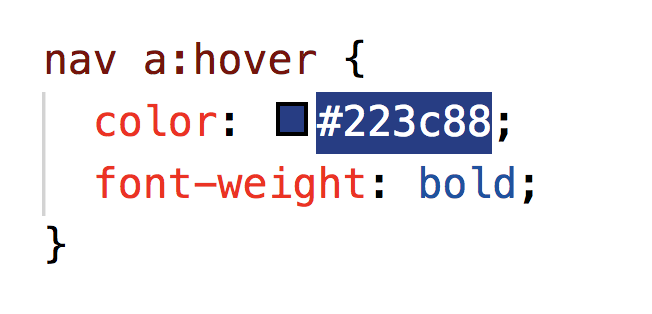 nav a:hover {
color: #223c88;
font-weight: bold;
}